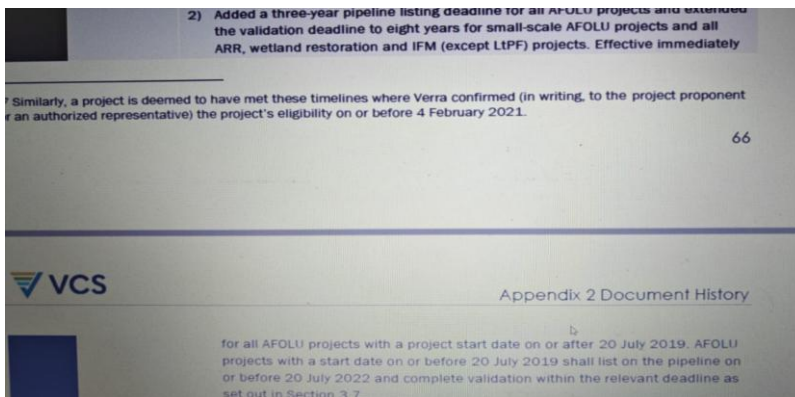 2) Added a three-year pipeline listing deadline for all AFOLU projects and extended
the validation deadline to eight years for small-scale AFOLU projects and all
ARR, wetland restoration and IFM (except LtPF) projects. Effective immediately
Similarly, a project is deemed to have met these timelines where Verra confirmed (in writing, to the project proponent
r an authorized representative) the project's eligibility on or before 4 February 2021.
66
VCS
Appendix 2 Document History
for all AFOLU projects with a project start date on or after 20 July 2019. AFOLU
projects with a start date on or before 20 July 2019 shall list on the pipeline on
or before 20 July 2022 and complete validation within the relevant deadline as
set out in Section 3.7